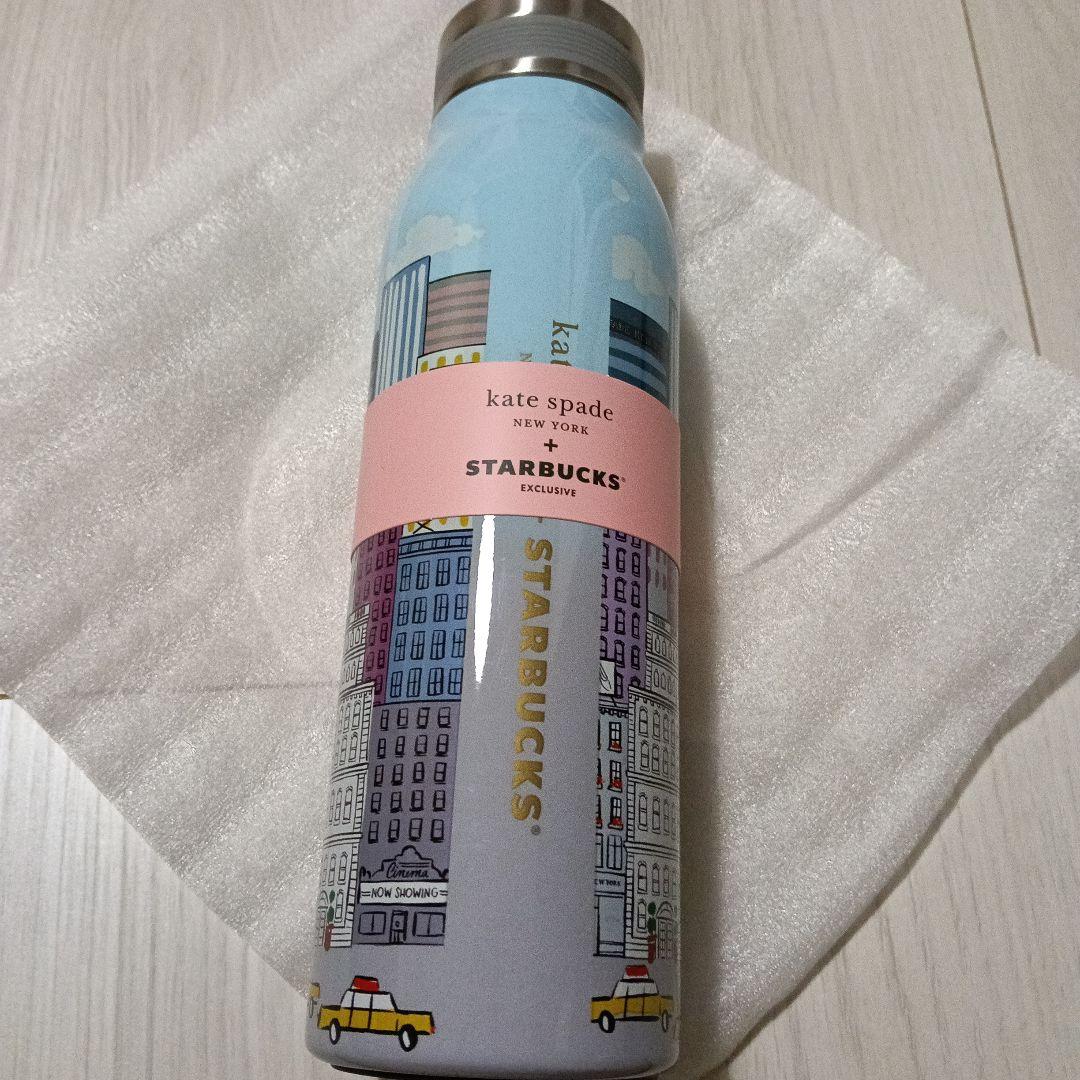 kate spade
NEW YORK
+
STARBUCKS®
EXCLUSIVE
STARBUCKS®
Cinema
NOW SHOWING